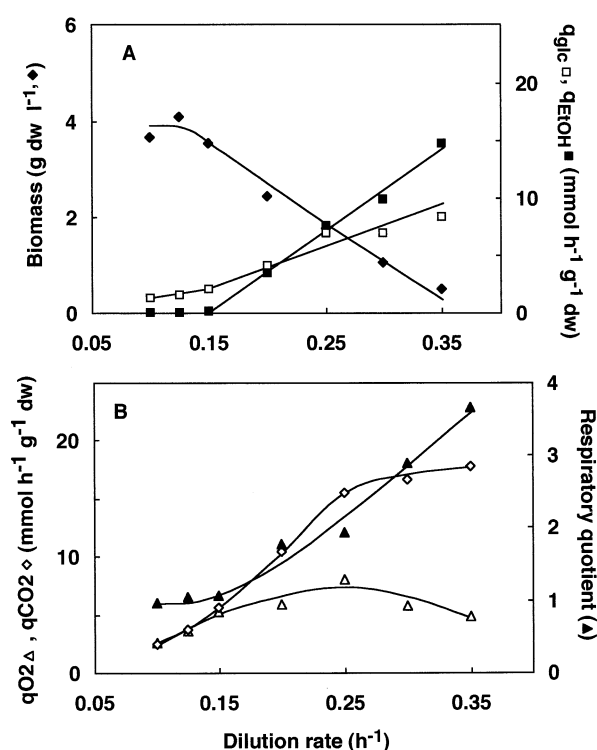 A
Biomass (g dw l-1,◆)
6
4
2
0
20
10
0
qglc □, qEtOH ■ (mmol h-1 g-1 dw)
0.05 0.15 0.25 0.35
B
qO2 △ , qCO2 ◇ (mmol h-1 g-1 dw)
20
10
0
4
3
2
1
0
Respiratory quotient (▲)
0.05 0.15 0.25 0.35
Dilution rate (h-1)